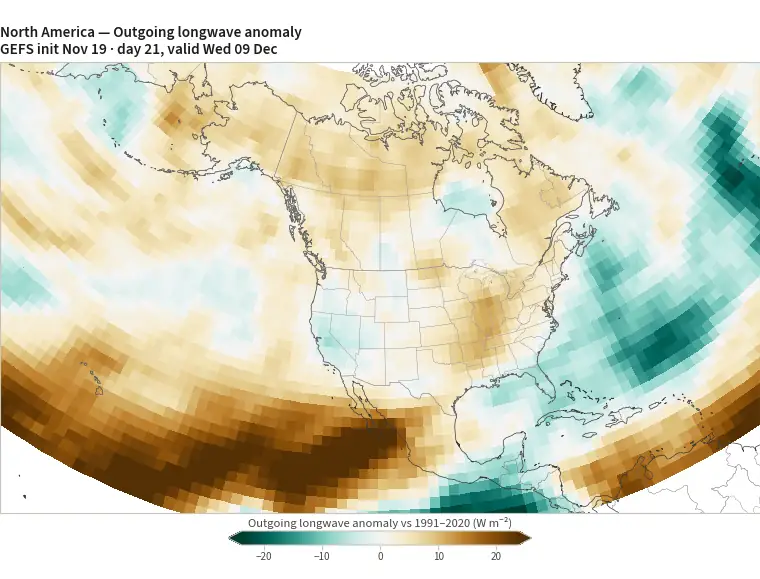 North America — Outgoing longwave anomaly
GEFS init Nov 19 · day 21, valid Wed 09 Dec
Outgoing longwave anomaly vs 1991–2020 (W m⁻²)
−20 −10 0 10 20